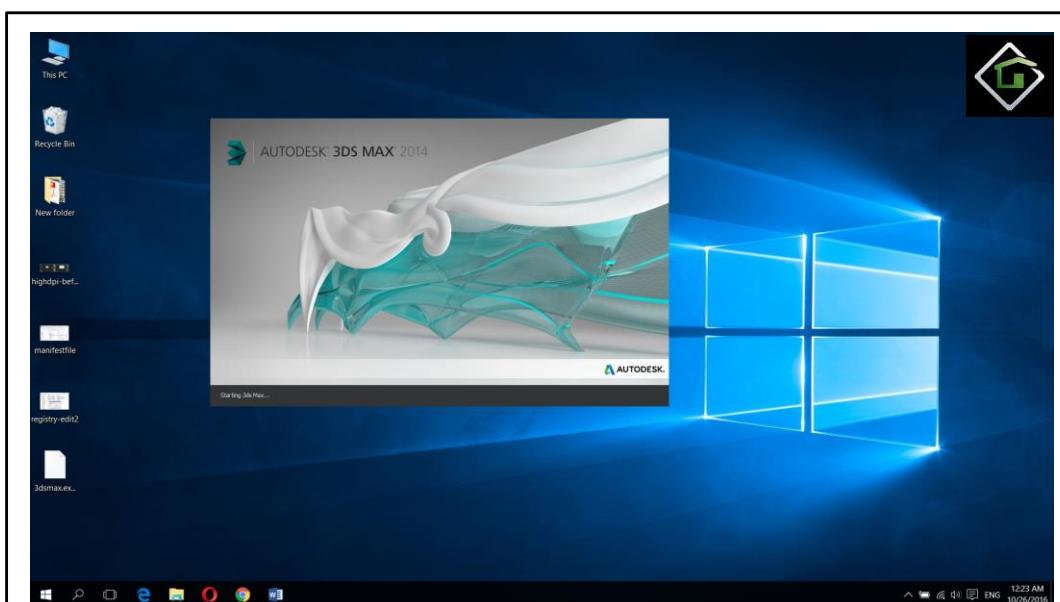 This PC
Recycle Bin
New folder
highdpi-bef...
manifestfile
registry-edit2
3dsmax.ex...
AUTODESK® 3DS MAX® 2014
AUTODESK.
Starting 3ds Max...
ENG
12:23 AM
10/26/2016